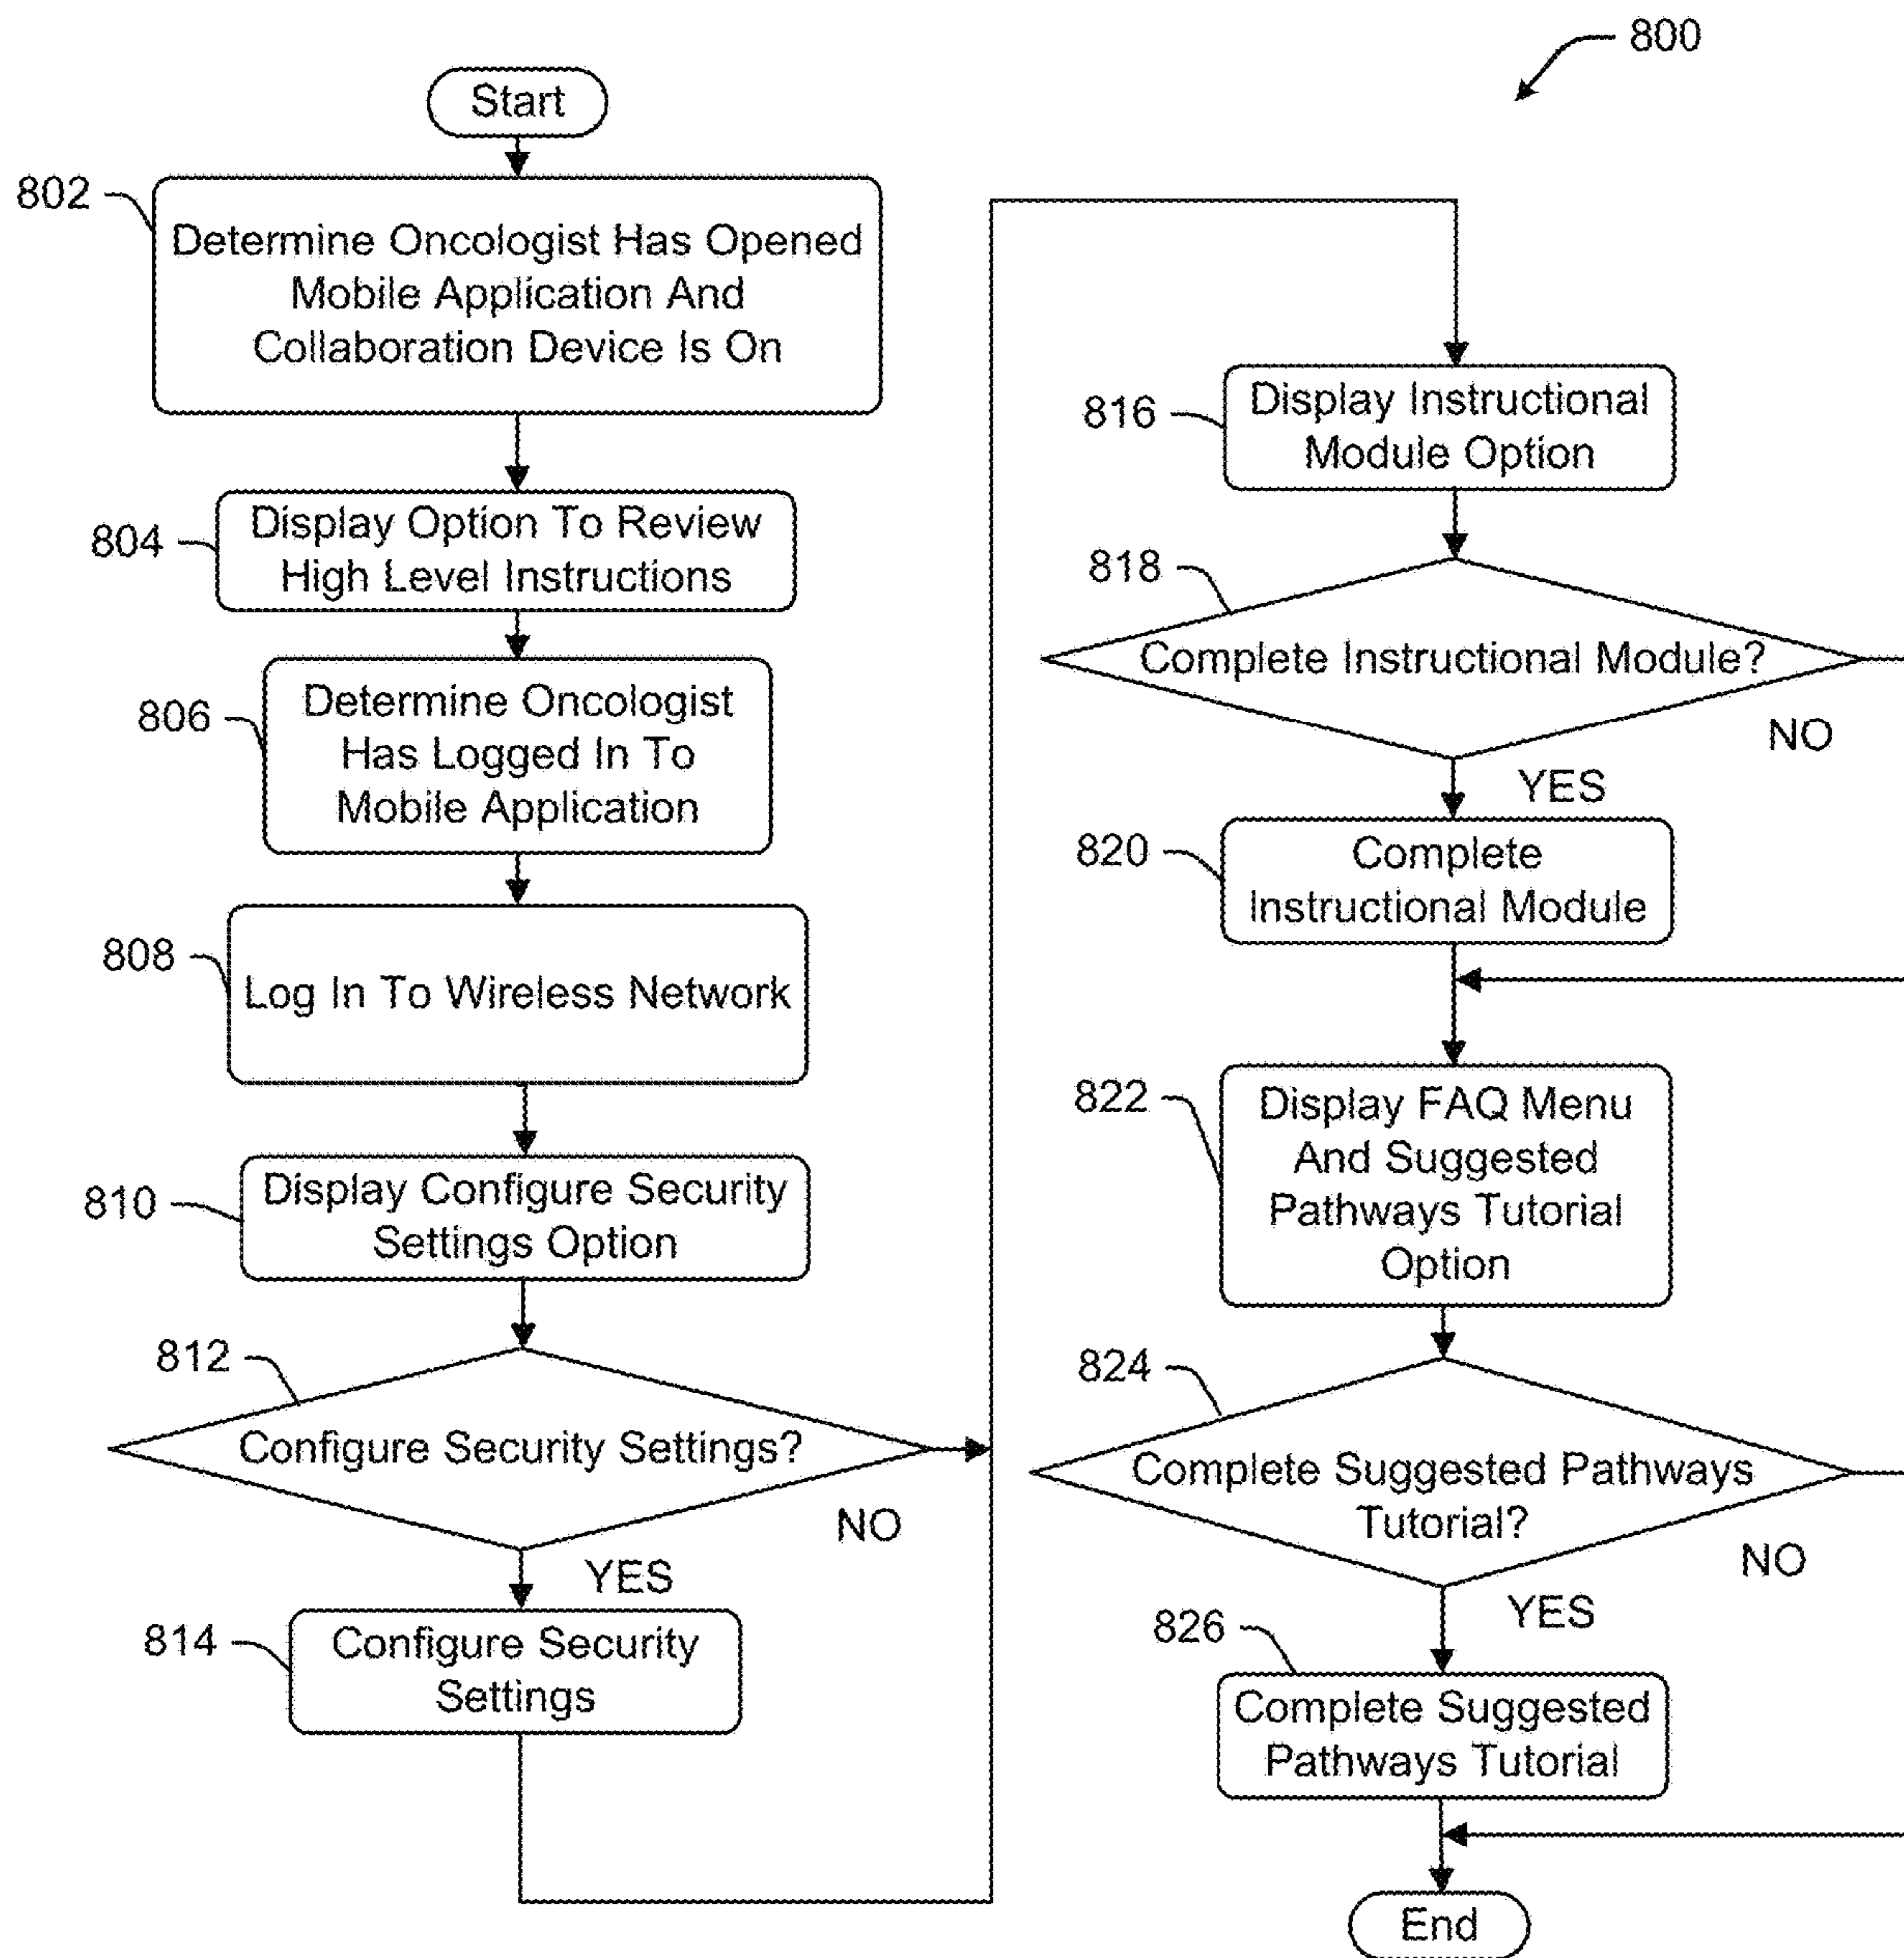 800
Start
802
Determine Oncologist Has Opened
Mobile Application And
Collaboration Device Is On
804
Display Option To Review
High Level Instructions
806
Determine Oncologist
Has Logged In To
Mobile Application
808
Log In To Wireless Network
810
Display Configure Security
Settings Option
812
Configure Security Settings?
NO
YES
814
Configure Security
Settings
816
Display Instructional
Module Option
818
Complete Instructional Module?
NO
YES
820
Complete
Instructional Module
822
Display FAQ Menu
And Suggested
Pathways Tutorial
Option
824
Complete Suggested Pathways
Tutorial?
NO
YES
826
Complete Suggested
Pathways Tutorial
End